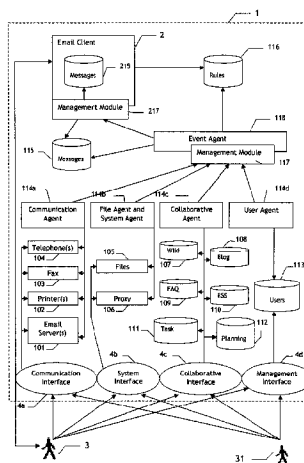 1
Email Client
2
Messages
215
116
Rules
Management Module
217
118
Event Agent
115
Messages
Management Module
117
114a
114b
114c
114d
Communication Agent
File Agent and System Agent
Collaborative Agent
User Agent
Telephone(s)
104
Fax
103
Printer(s)
102
Email Server(s)
101
105
Files
Proxy
106
Wiki
107
108
Blog
FAQ
109
RSS
110
111
Task
112
Planning
113
Users
Communication Interface
4a
System Interface
4b
Collaborative Interface
4c
Management Interface
4d
3
31